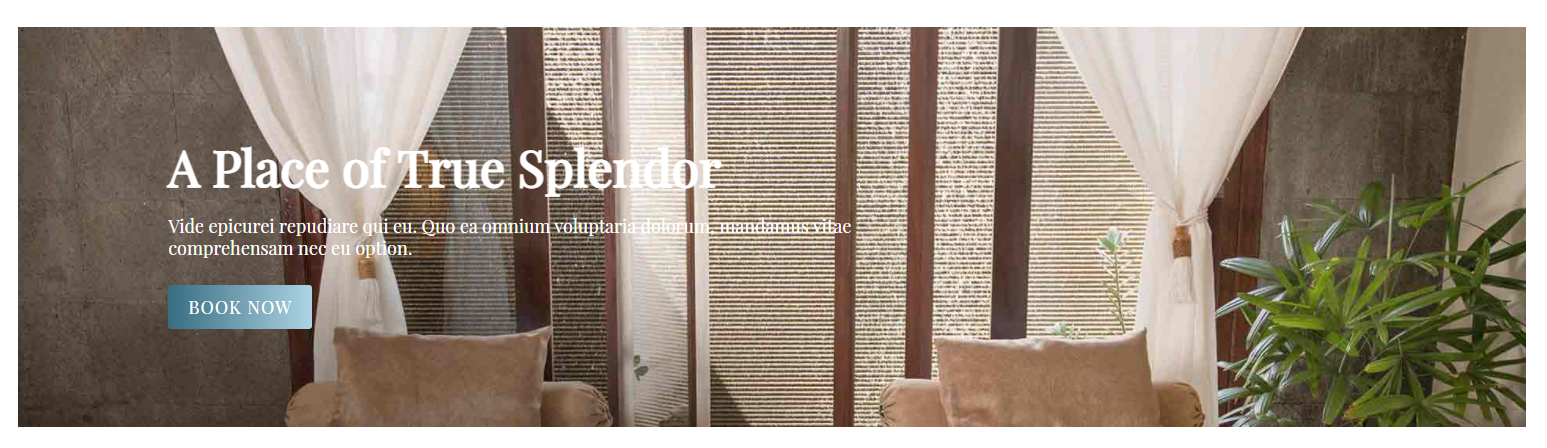 A Place of True Splendor
Vide epicurei repudiare qui eu. Quo ea omnium voluptaria dolorum, mandamus vitae
comprehensam nec eu option.
BOOK NOW